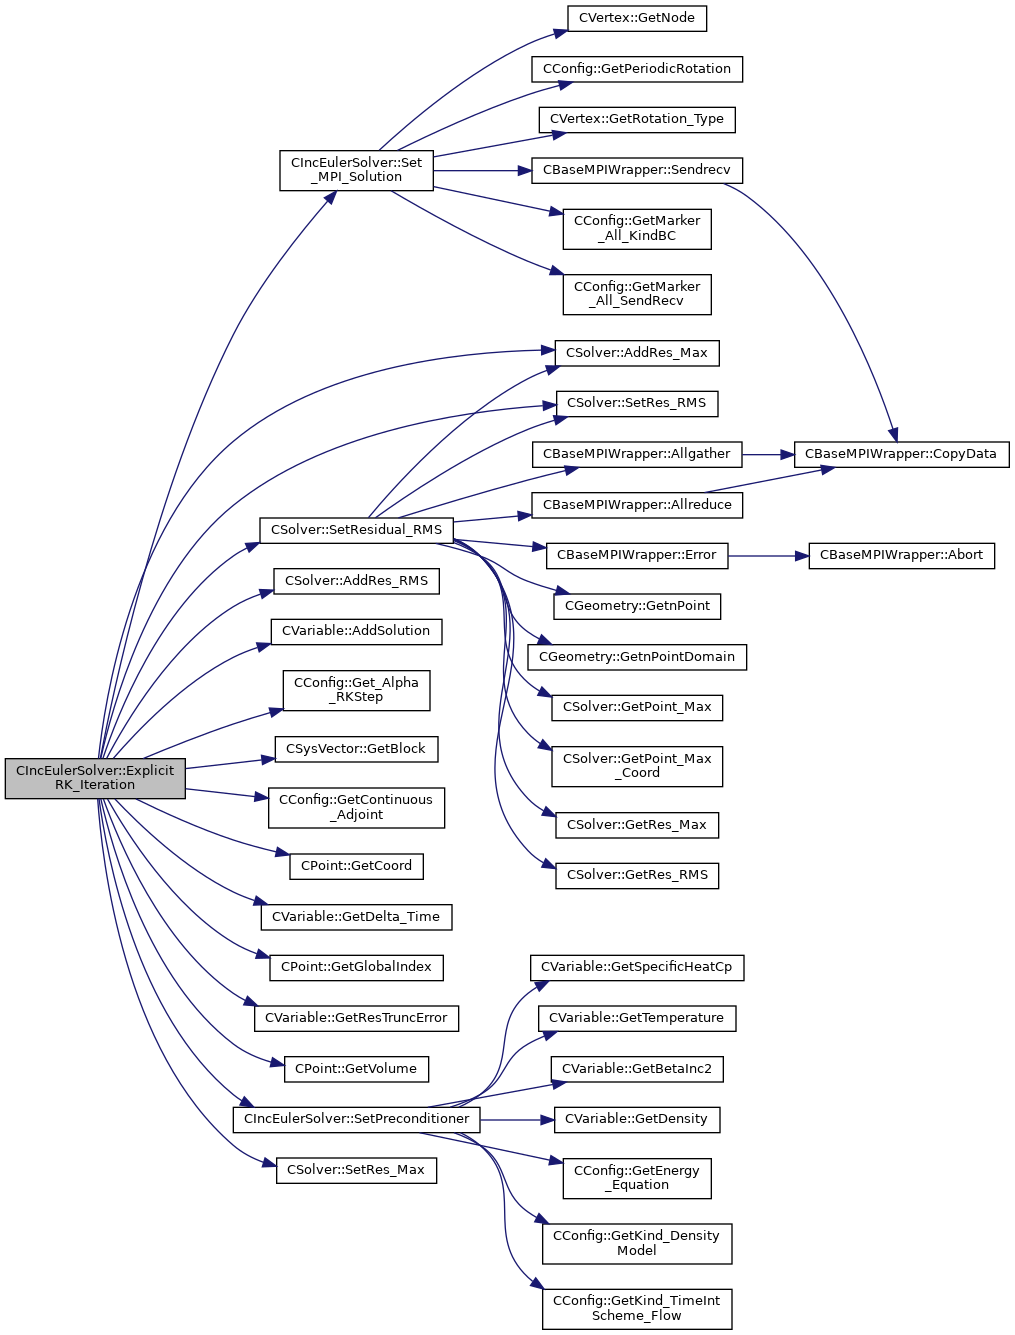 CVertex::GetNode
CConfig::GetPeriodicRotation
CVertex::GetRotation_Type
CIncEulerSolver::Set
_MPI_Solution
CBaseMPIWrapper::Sendrecv
CConfig::GetMarker
_All_KindBC
CConfig::GetMarker
_All_SendRecv
CSolver::AddRes_Max
CSolver::SetRes_RMS
CBaseMPIWrapper::Allgather
CBaseMPIWrapper::CopyData
CBaseMPIWrapper::Allreduce
CSolver::SetResidual_RMS
CBaseMPIWrapper::Error
CBaseMPIWrapper::Abort
CSolver::AddRes_RMS
CGeometry::GetnPoint
CVariable::AddSolution
CGeometry::GetnPointDomain
CConfig::Get_Alpha
_RKStep
CSolver::GetPoint_Max
CSysVector::GetBlock
CSolver::GetPoint_Max
_Coord
CIncEulerSolver::Explicit
RK_Iteration
CConfig::GetContinuous
_Adjoint
CSolver::GetRes_Max
CPoint::GetCoord
CSolver::GetRes_RMS
CVariable::GetDelta_Time
CPoint::GetGlobalIndex
CVariable::GetSpecificHeatCp
CVariable::GetResTruncError
CVariable::GetTemperature
CPoint::GetVolume
CVariable::GetBetaInc2
CIncEulerSolver::SetPreconditioner
CVariable::GetDensity
CSolver::SetRes_Max
CConfig::GetEnergy
_Equation
CConfig::GetKind_Density
Model
CConfig::GetKind_TimeInt
Scheme_Flow